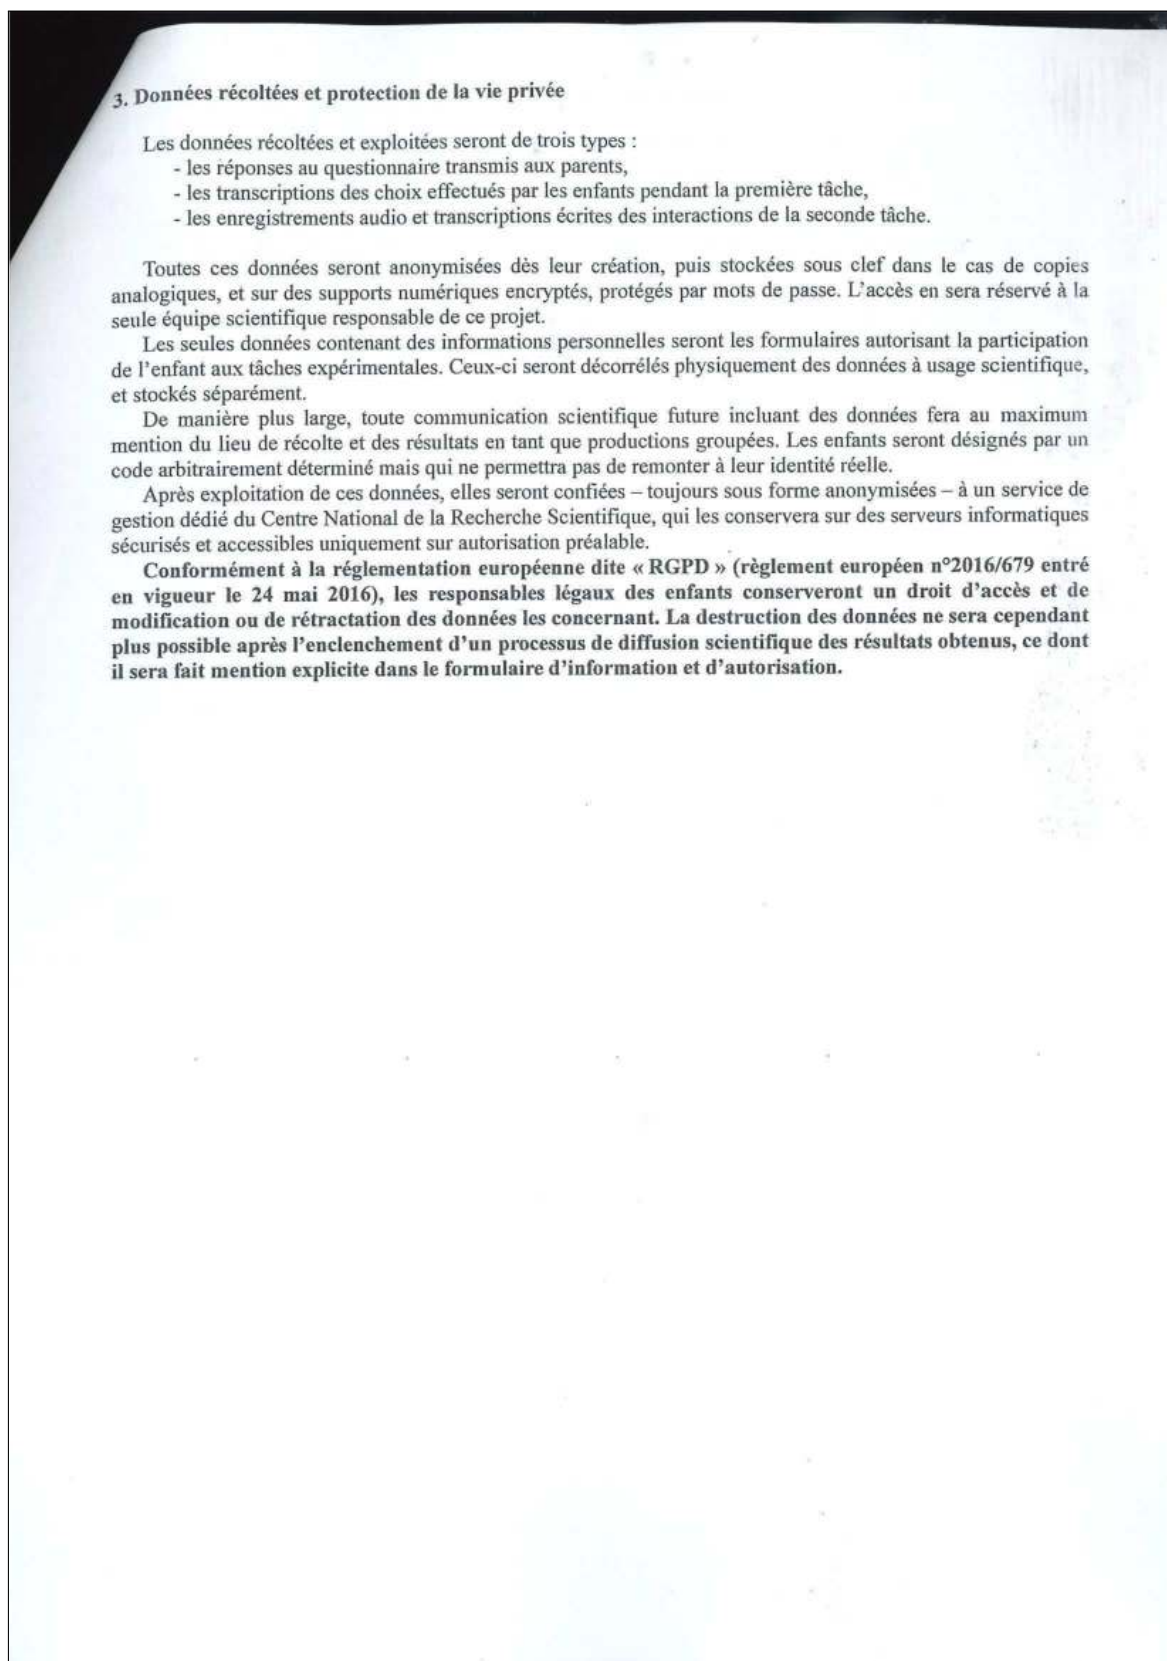 3. Données récoltées et protection de la vie privée
Les données récoltées et exploitées seront de trois types :
- les réponses au questionnaire transmis aux parents,
- les transcriptions des choix effectués par les enfants pendant la première tâche,
- les enregistrements audio et transcriptions écrites des interactions de la seconde tâche.
Toutes ces données seront anonymisées dès leur création, puis stockées sous clef dans le cas de copies
analogiques, et sur des supports numériques encryptés, protégés par mots de passe. L'accès en sera réservé à la
seule équipe scientifique responsable de ce projet.
Les seules données contenant des informations personnelles seront les formulaires autorisant la participation
de l'enfant aux tâches expérimentales. Ceux-ci seront décorrélés physiquement des données à usage scientifique,
et stockés séparément.
De manière plus large, toute communication scientifique future incluant des données fera au maximum
mention du lieu de récolte et des résultats en tant que productions groupées. Les enfants seront désignés par un
code arbitrairement déterminé mais qui ne permettra pas de remonter à leur identité réelle.
Après exploitation de ces données, elles seront confiées – toujours sous forme anonymisées – à un service de
gestion dédié du Centre National de la Recherche Scientifique, qui les conservera sur des serveurs informatiques
sécurisés et accessibles uniquement sur autorisation préalable.
Conformément à la réglementation européenne dite « RGPD » (règlement européen n°2016/679 entré
en vigueur le 24 mai 2016), les responsables légaux des enfants conserveront un droit d'accès et de
modification ou de rétractation des données les concernant. La destruction des données ne sera cependant
plus possible après l'enclenchement d'un processus de diffusion scientifique des résultats obtenus, ce dont
il sera fait mention explicite dans le formulaire d'information et d'autorisation.